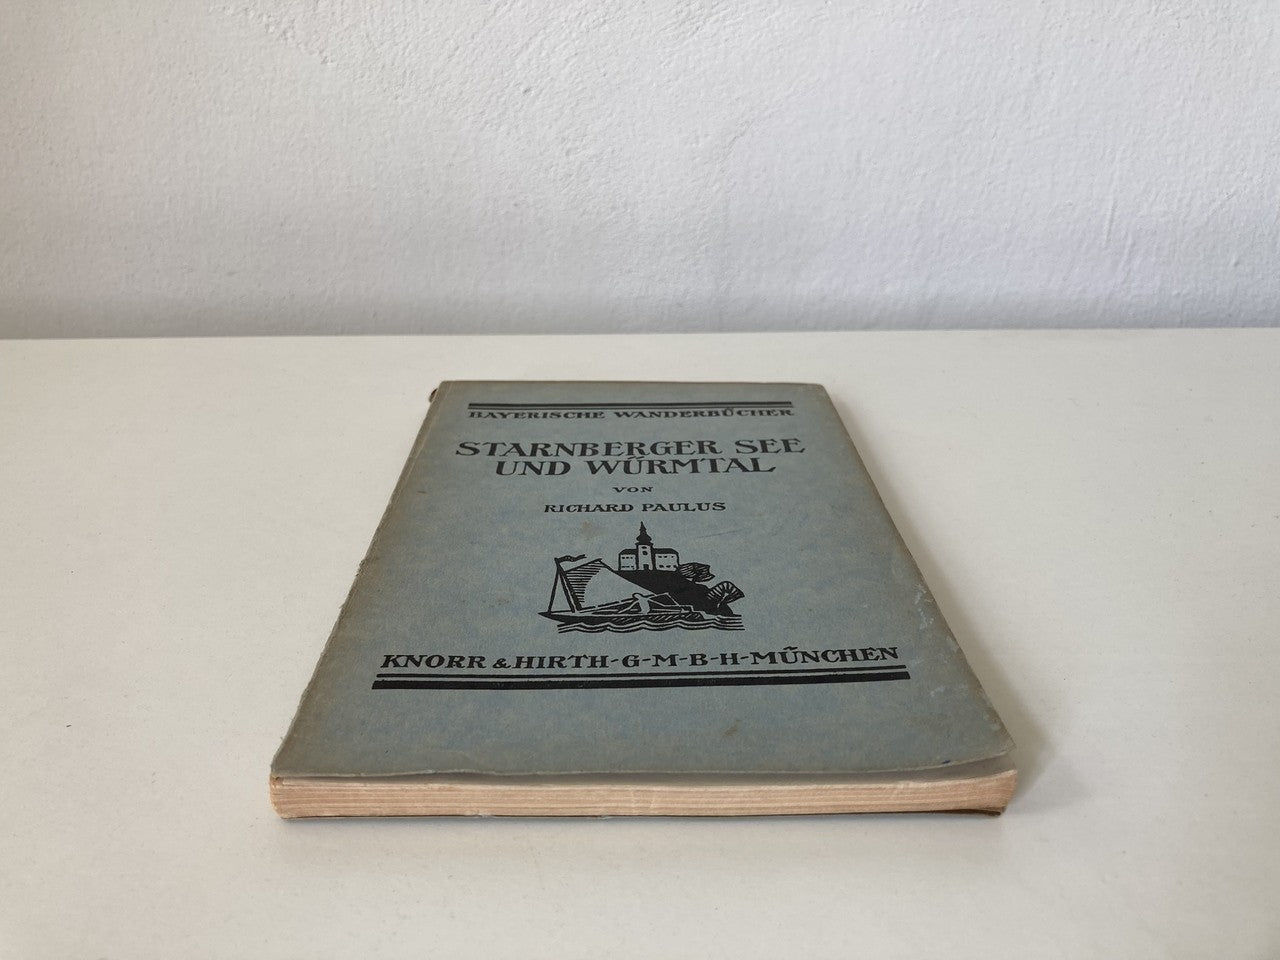 BAYERISCHE WANDERBÜCHER
STARNBERGER SEE
UND WÜRMTAL
VON
RICHARD PAULUS
KNORR & HIRTH-G-M-B-H-MÜNCHEN